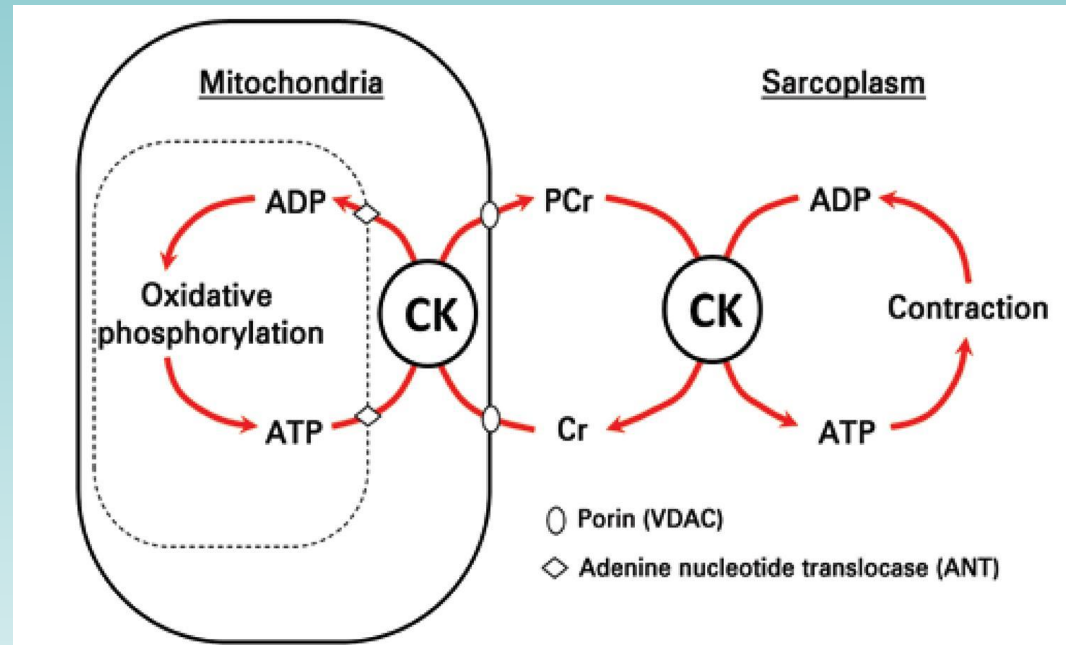 Mitochondria
Sarcoplasm
ADP
PCr
ADP
Oxidative
phosphorylation
CK
CK
Contraction
ATP
Cr
ATP
Porin (VDAC)
Adenine nucleotide translocase (ANT)